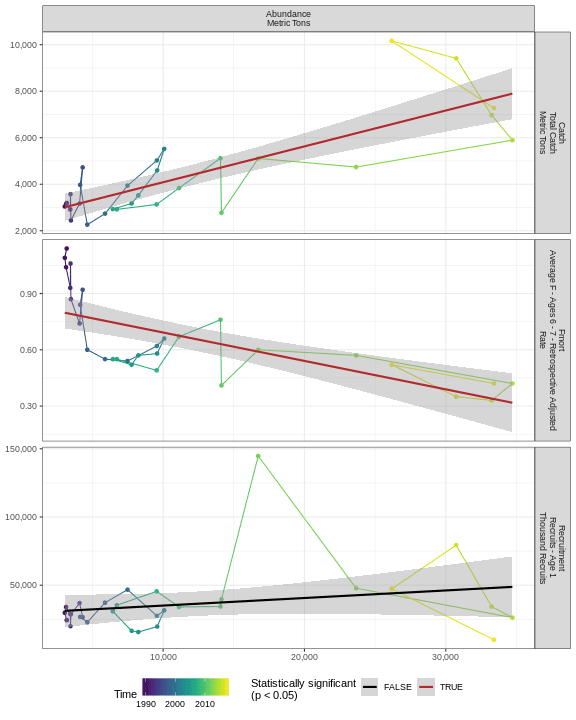 Abundance
Metric Tons
10,000
8,000
6,000
4,000
2,000
Catch
Total Catch
Metric Tons
0.90
0.60
0.30
Fmort
Average F - Ages 6 - 7 - Retrospective Adjusted
Rate
150,000
100,000
50,000
Recruitment
Recruits - Age 1
Thousand Recruits
10,000 20,000 30,000
Time
1990 2000 2010
Statistically significant
(p < 0.05)
FALSE TRUE